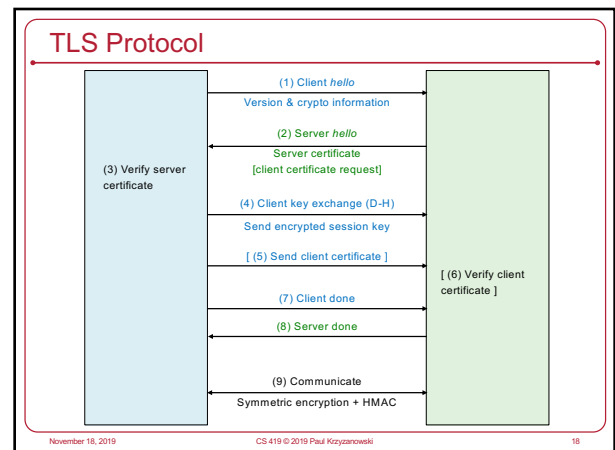 TLS Protocol
(1) Client hello
Version & crypto information
(2) Server hello
Server certificate
[client certificate request]
(3) Verify server
certificate
(4) Client key exchange (D-H)
Send encrypted session key
[ (5) Send client certificate ]
[ (6) Verify client
certificate ]
(7) Client done
(8) Server done
(9) Communicate
Symmetric encryption + HMAC
November 18, 2019
CS 419 © 2019 Paul Krzyzanowski
18